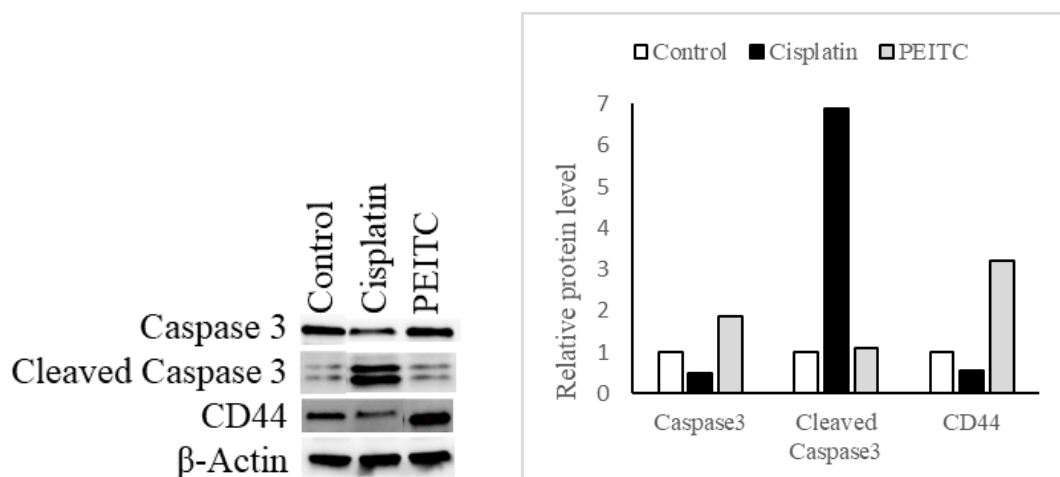 Control
Cisplatin
PEITC
Caspase 3
Cleaved Caspase 3
CD44
β-Actin
Control Cisplatin PEITC
Relative protein level
7
6
5
4
3
2
1
0
Caspase3
Cleaved
Caspase3
CD44